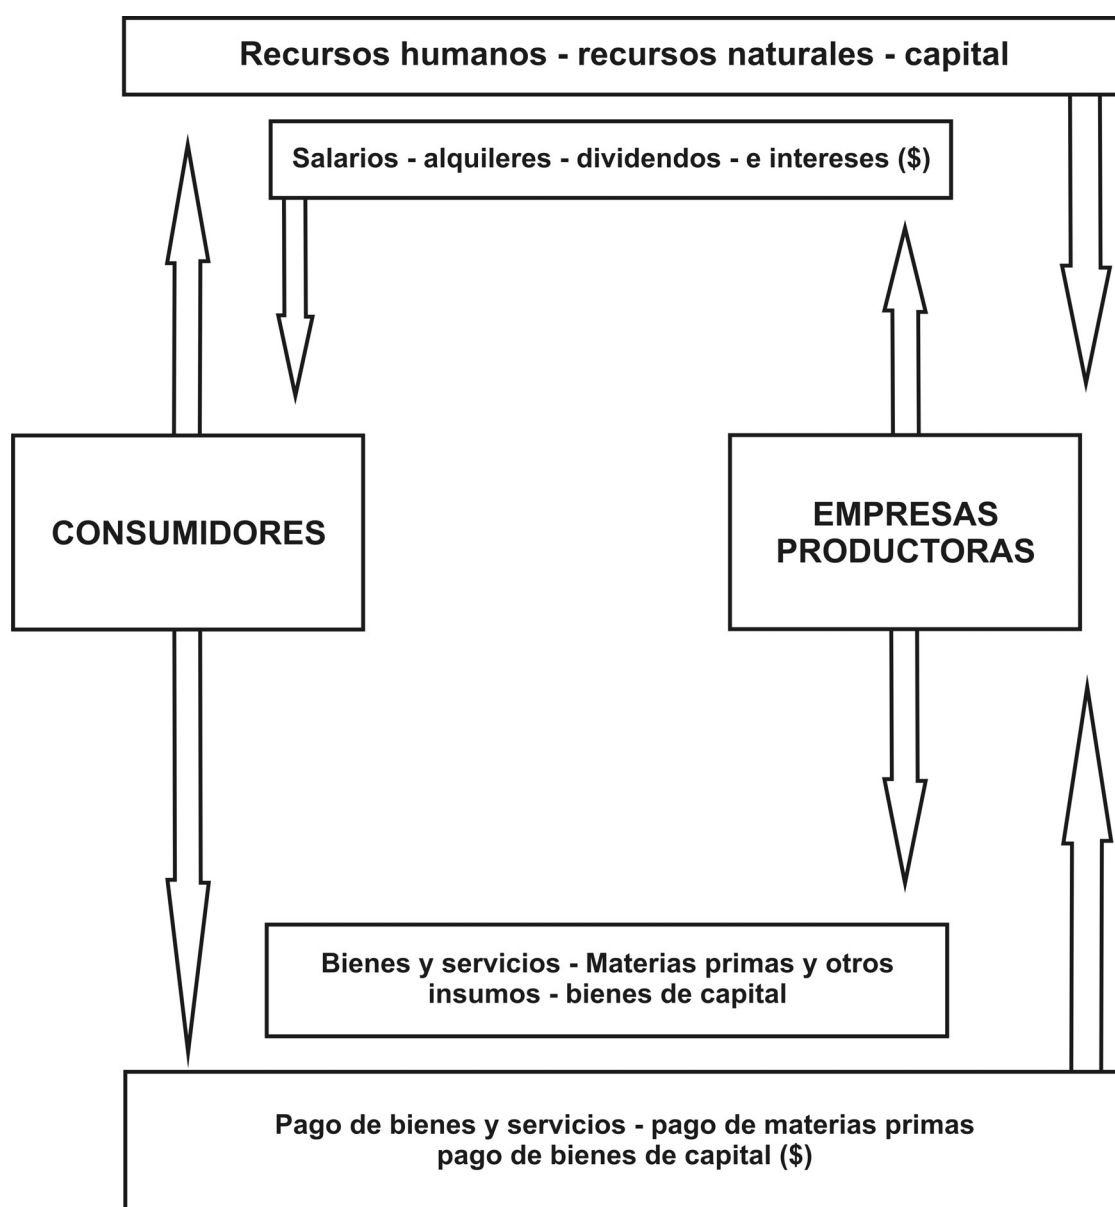 Recursos humanos - recursos naturales - capital
Salarios - alquileres - dividendos - e intereses ($)
CONSUMIDORES
EMPRESAS
PRODUCTORAS
Bienes y servicios - Materias primas y otros
insumos - bienes de capital
Pago de bienes y servicios - pago de materias primas
pago de bienes de capital ($)